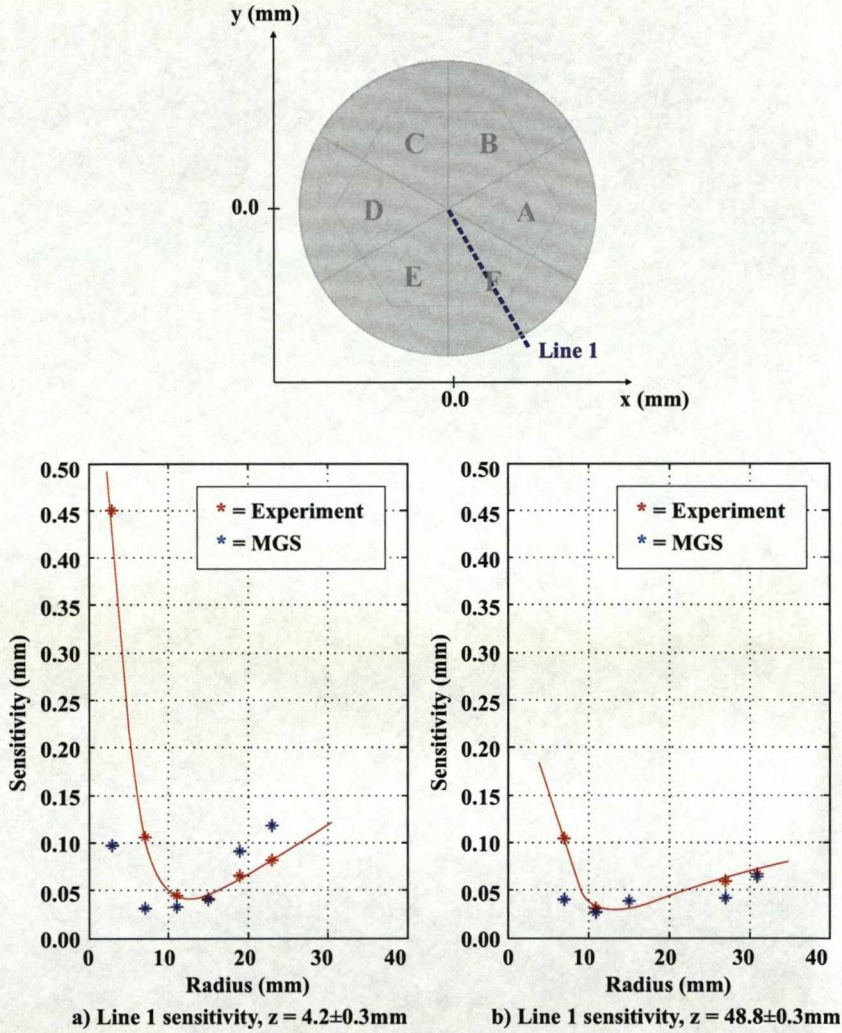 y (mm)
C B
0.0 D A
E F
Line 1
0.0
x (mm)
0.50
0.45
0.40
0.35
0.30
0.25
0.20
0.15
0.10
0.05
0.00
Sensitivity (mm)
* = Experiment
* = MGS
0 10 20 30 40
Radius (mm)
a) Line 1 sensitivity, z = 4.2±0.3mm
0.50
0.45
0.40
0.35
0.30
0.25
0.20
0.15
0.10
0.05
0.00
Sensitivity (mm)
* = Experiment
* = MGS
0 10 20 30 40
Radius (mm)
b) Line 1 sensitivity, z = 48.8±0.3mm